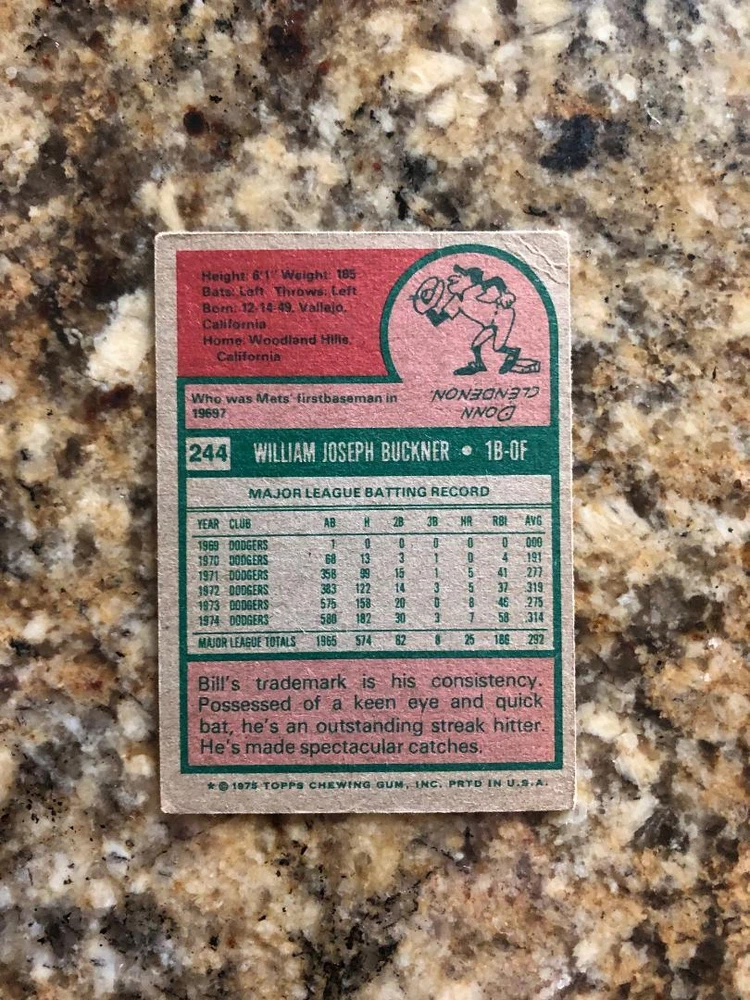 Height: 6'1" Weight: 185
Bats: Left Throws: Left
Born: 12-14-49, Vallejo,
California
Home: Woodland Hills,
California
Who was Mets' firstbaseman in
1969?
DONN
CLENDENON
244 WILLIAM JOSEPH BUCKNER • 1B-OF
MAJOR LEAGUE BATTING RECORD
YEAR CLUB AB H 2B 3B HR RBI AVG
1969 DODGERS 1 0 0 0 0 0 .000
1970 DODGERS 68 13 3 1 0 4 .191
1971 DODGERS 358 99 15 1 5 41 .277
1972 DODGERS 383 122 14 3 5 37 .319
1973 DODGERS 575 158 20 0 8 46 .275
1974 DODGERS 580 182 30 3 7 58 .314
MAJOR LEAGUE TOTALS 1965 574 82 8 25 186 .292
Bill's trademark is his consistency.
Possessed of a keen eye and quick
bat, he's an outstanding streak hitter.
He's made spectacular catches.
★ © 1975 TOPPS CHEWING GUM, INC. PRTD IN U.S.A.